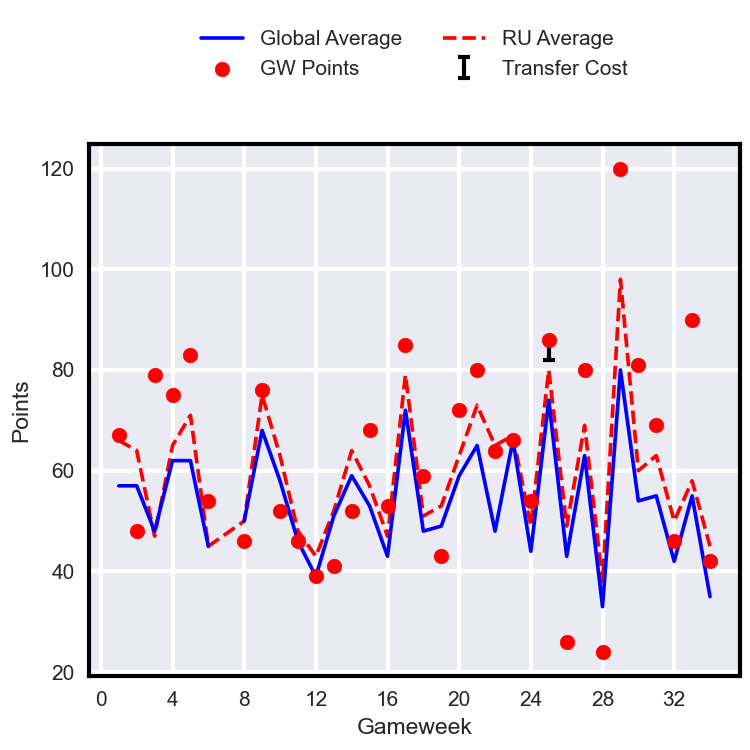 Global Average
RU Average
GW Points
Transfer Cost
120
100
80
60
40
20
Points
0 4 8 12 16 20 24 28 32
Gameweek